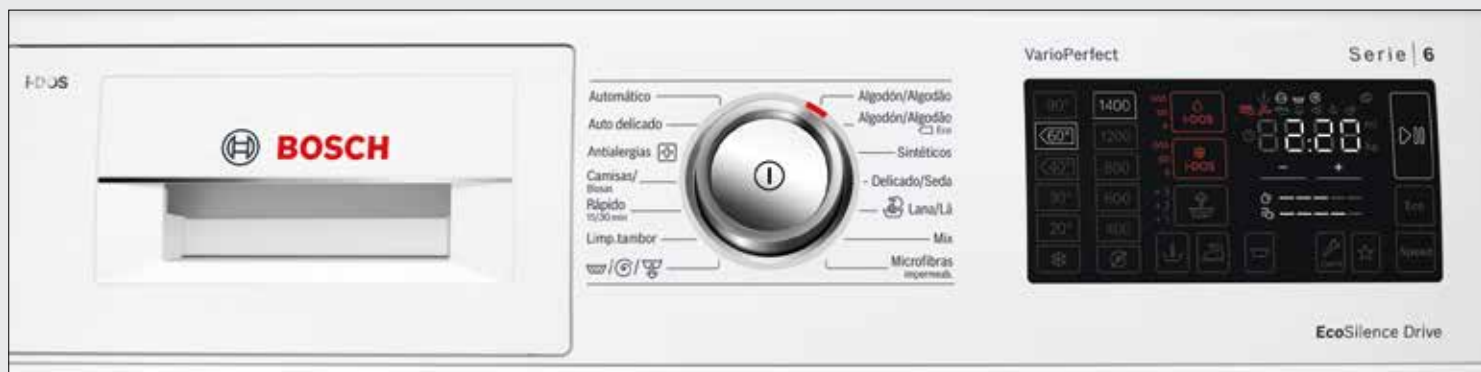 i-DOS
BOSCH
Automático
Auto delicado
Antialergias
Camisas/
Blusas
Rápido
15/30 min
Limp.tambor
Algodón/Algodão
Algodón/Algodão
Eco
Sintéticos
Delicado/Seda
Lana/Lã
Mix
Microfibras
impermeab.
VarioPerfect
Serie | 6
90° 1400 i-DOS 2:20
60° 1200
40° 800 i-DOS - +
30° 600 Eco
20° 400
Speed
EcoSilence Drive